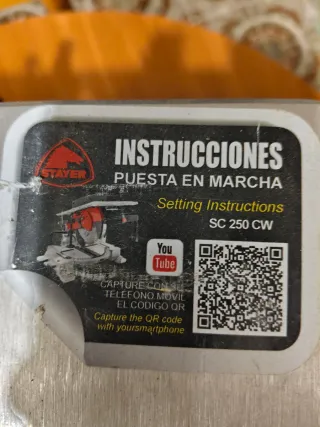 STAYER
INSTRUCCIONES
PUESTA EN MARCHA
Setting Instructions
SC 250 CW
You
Tube
CAPTURE CON
TELEFONO MOVIL
EL CODIGO QR
Capture the QR code
with yoursmartphone